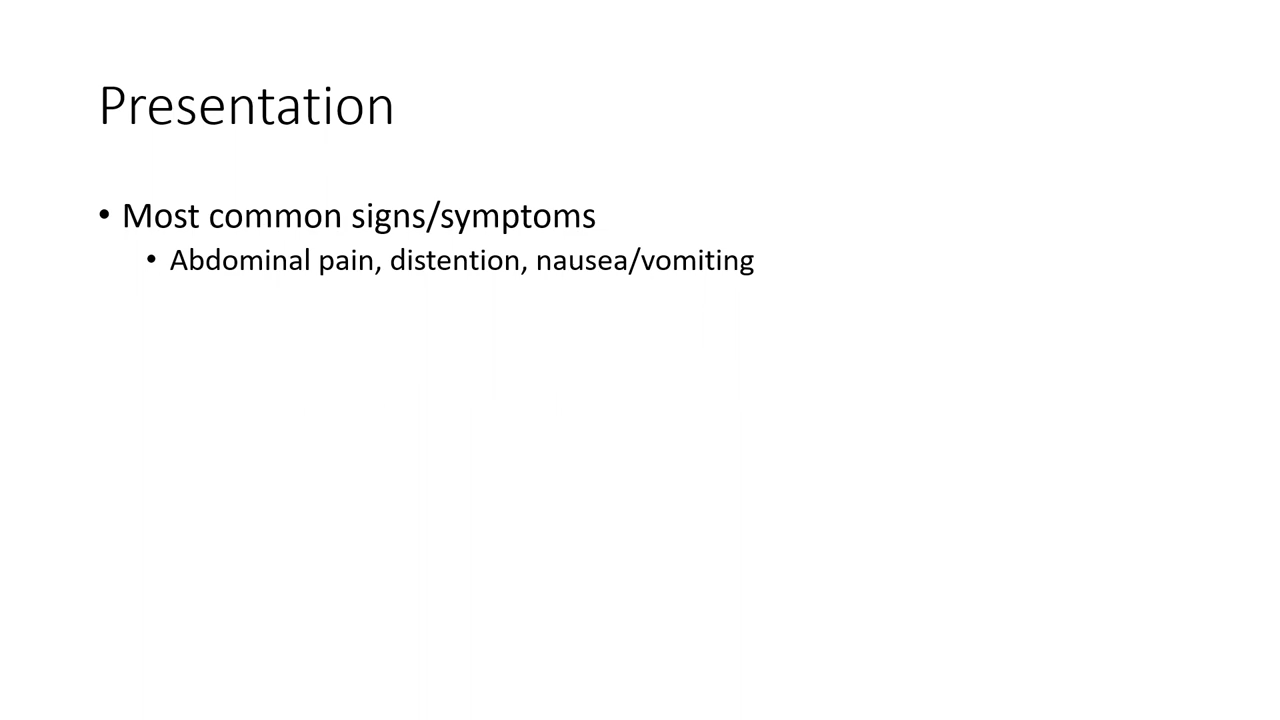 Presentation
• Most common signs/symptoms
• Abdominal pain, distention, nausea/vomiting